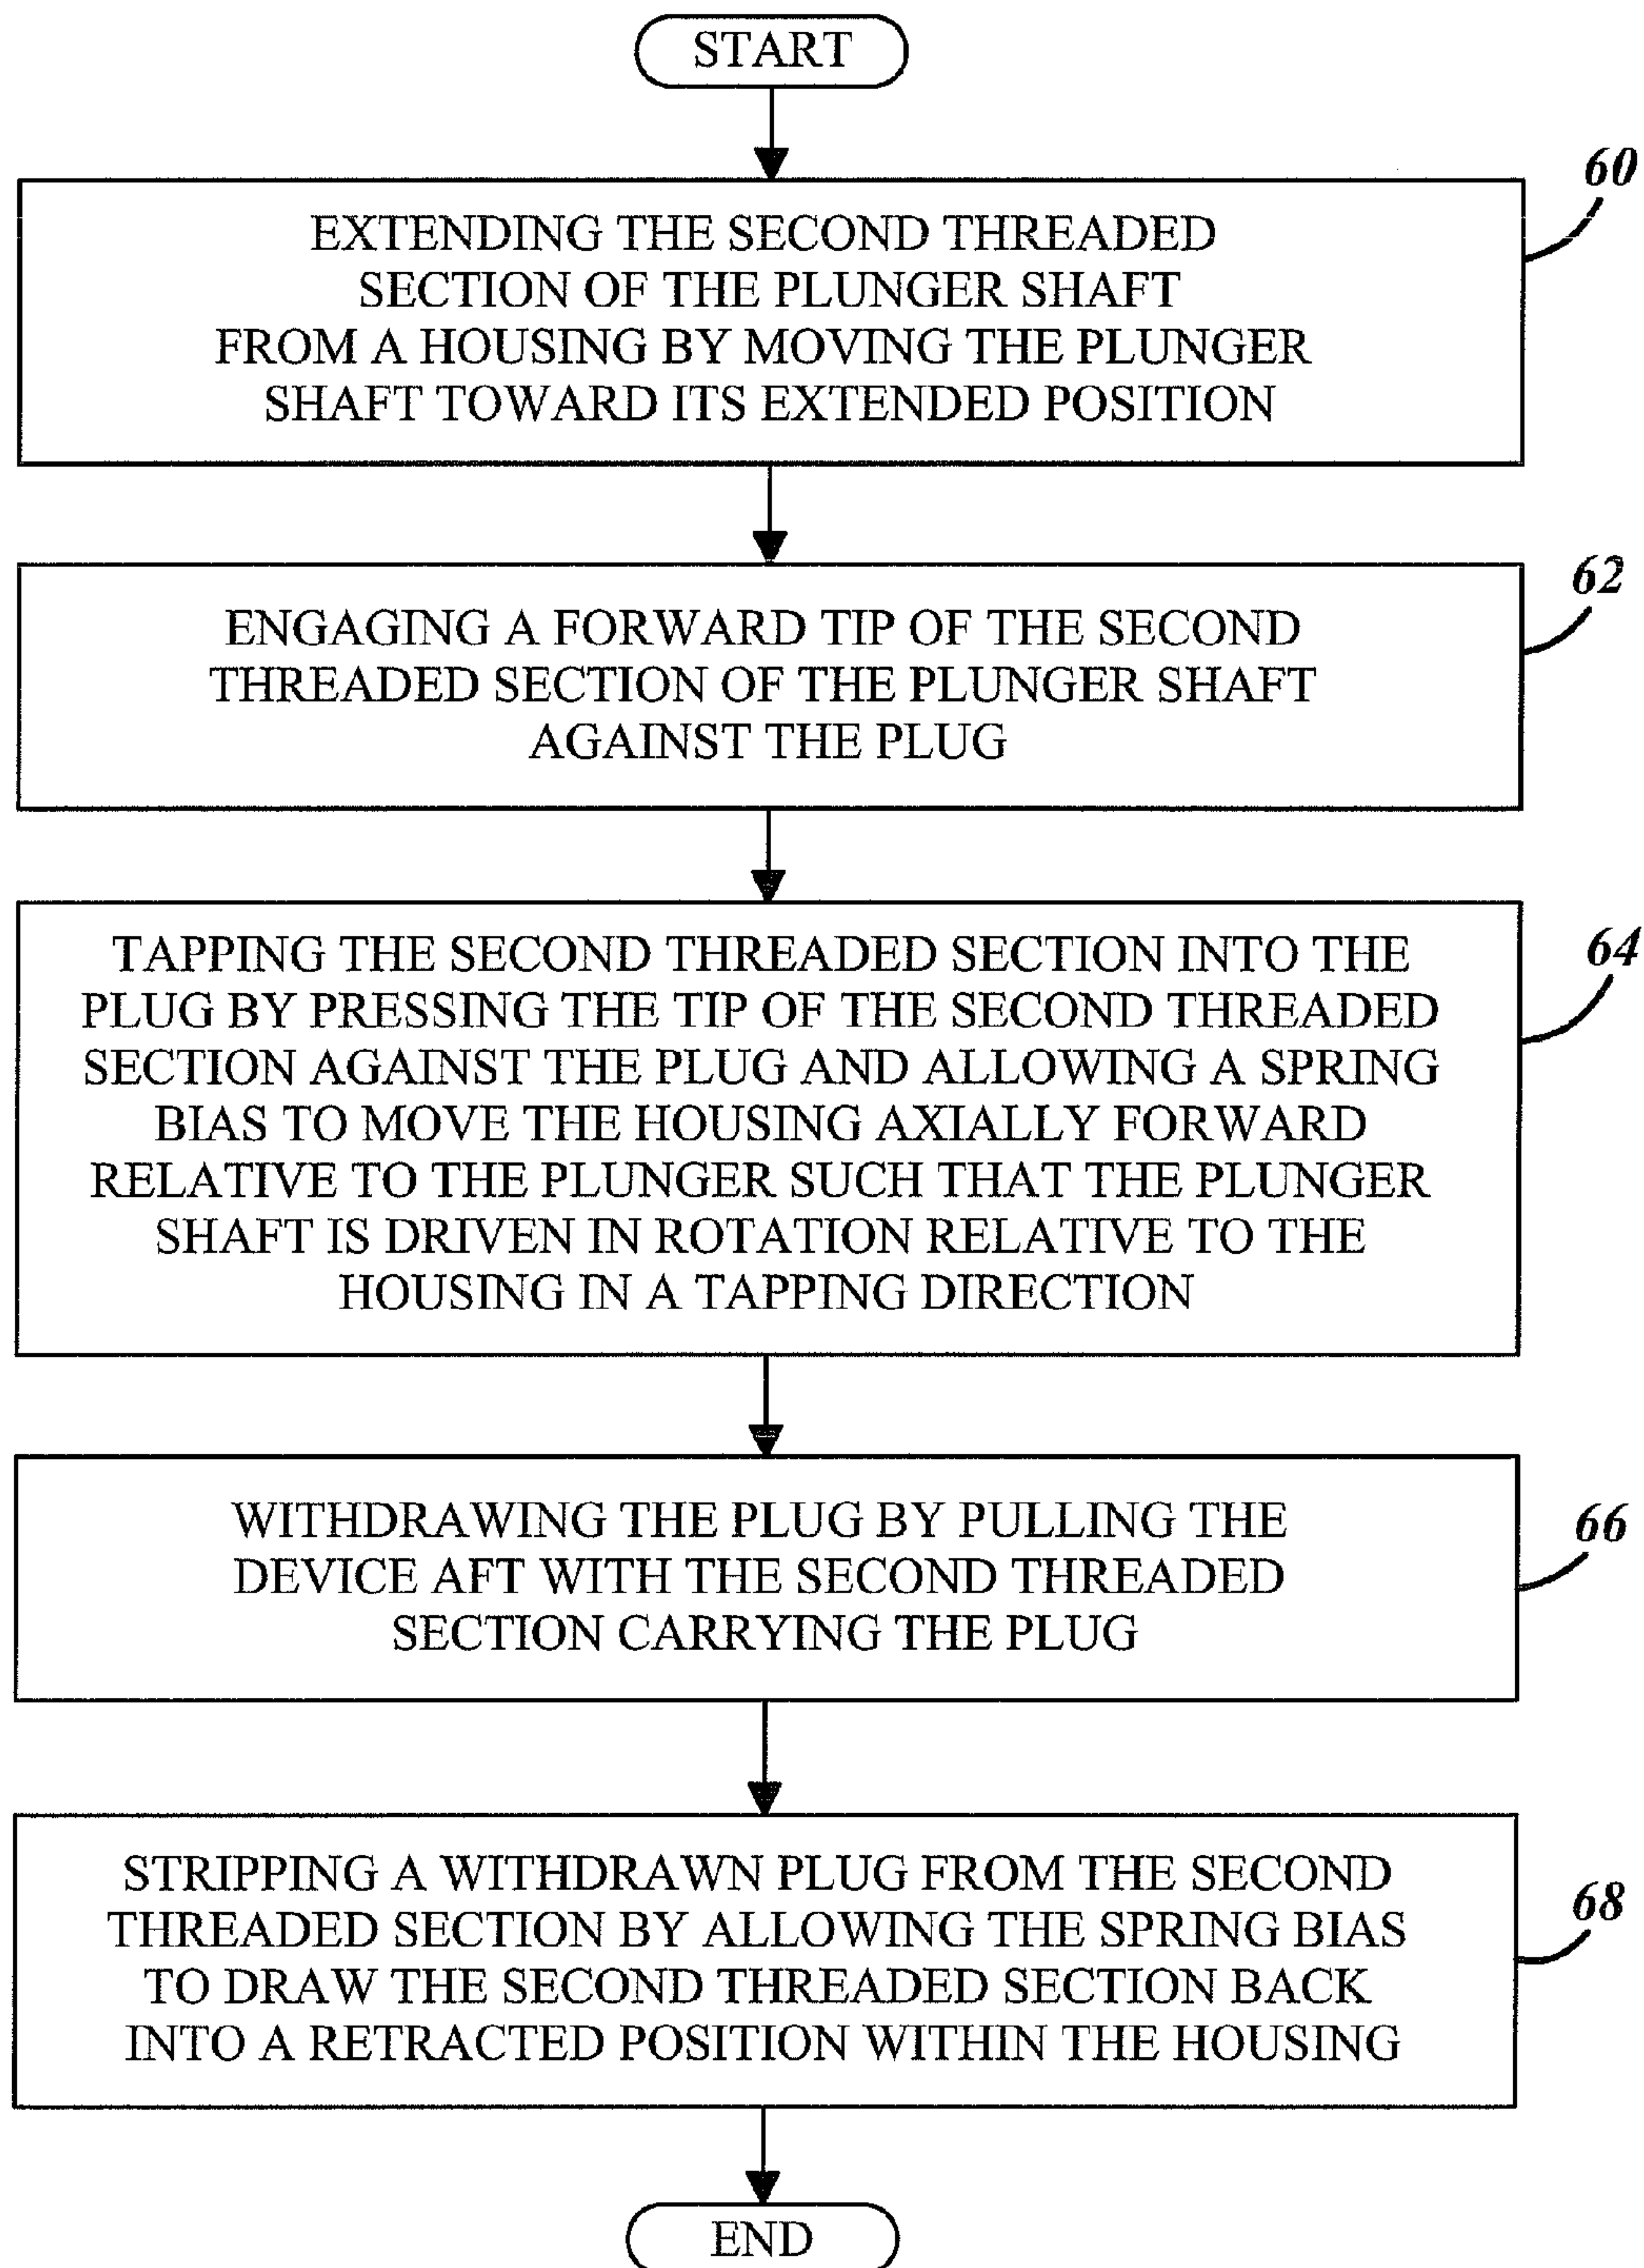 START
60
EXTENDING THE SECOND THREADED
SECTION OF THE PLUNGER SHAFT
FROM A HOUSING BY MOVING THE PLUNGER
SHAFT TOWARD ITS EXTENDED POSITION
62
ENGAGING A FORWARD TIP OF THE SECOND
THREADED SECTION OF THE PLUNGER SHAFT
AGAINST THE PLUG
64
TAPPING THE SECOND THREADED SECTION INTO THE
PLUG BY PRESSING THE TIP OF THE SECOND THREADED
SECTION AGAINST THE PLUG AND ALLOWING A SPRING
BIAS TO MOVE THE HOUSING AXIALLY FORWARD
RELATIVE TO THE PLUNGER SUCH THAT THE PLUNGER
SHAFT IS DRIVEN IN ROTATION RELATIVE TO THE
HOUSING IN A TAPPING DIRECTION
66
WITHDRAWING THE PLUG BY PULLING THE
DEVICE AFT WITH THE SECOND THREADED
SECTION CARRYING THE PLUG
68
STRIPPING A WITHDRAWN PLUG FROM THE SECOND
THREADED SECTION BY ALLOWING THE SPRING BIAS
TO DRAW THE SECOND THREADED SECTION BACK
INTO A RETRACTED POSITION WITHIN THE HOUSING
END